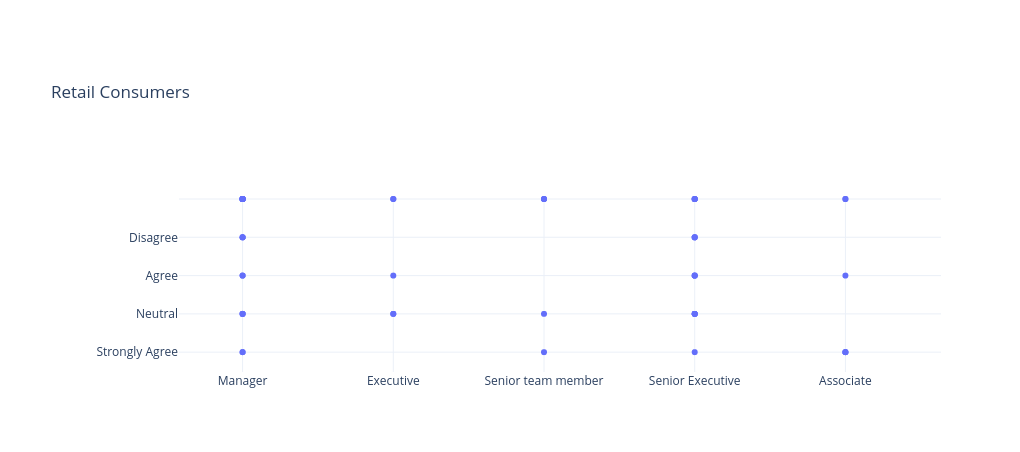 Retail Consumers
Disagree
Agree
Neutral
Strongly Agree
Manager Executive Senior team member Senior Executive Associate